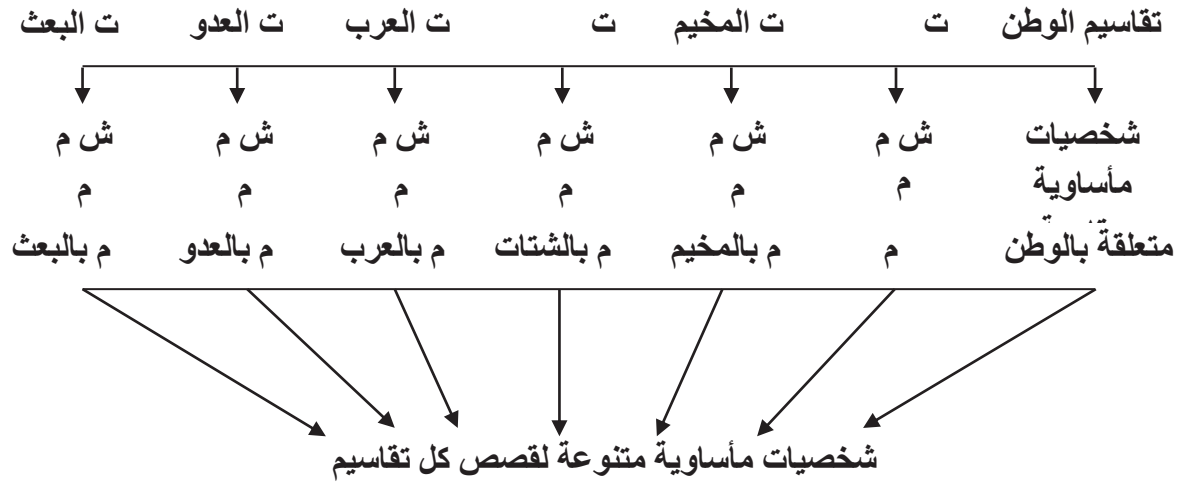 تقاسيم الوطن ت ت المخيم ت ت العرب ت العدو ت البعث
شخصيات ش م ش م ش م ش م ش م ش م
مأساوية م م م م م م
متعلقة بالوطن م م بالمخيم م بالشتات م بالعرب م بالعدو م بالبعث
شخصيات مأساوية متنوعة لقصص كل تقاسيم